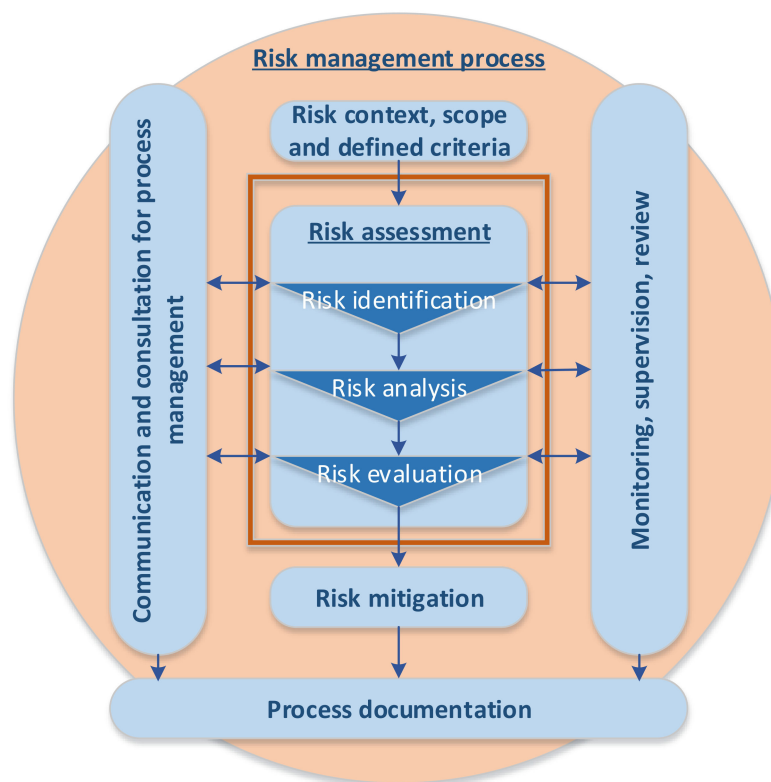 Risk management process
Risk context, scope
and defined criteria
Communication and consultation for process
management
Risk assessment
Risk identification
Risk analysis
Risk evaluation
Monitoring, supervision, review
Risk mitigation
Process documentation